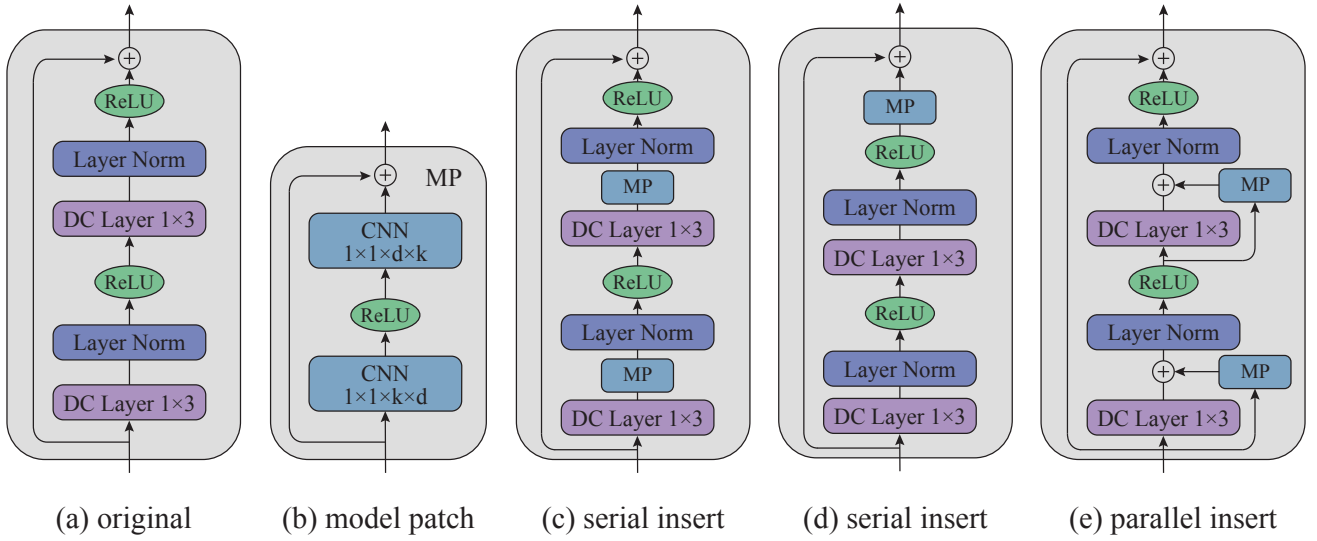 +
ReLU
Layer Norm
DC Layer 1×3
ReLU
Layer Norm
DC Layer 1×3
(a) original
+
MP
CNN
1×1×d×k
ReLU
CNN
1×1×k×d
(b) model patch
+
ReLU
Layer Norm
MP
DC Layer 1×3
ReLU
Layer Norm
MP
DC Layer 1×3
(c) serial insert
+
MP
ReLU
Layer Norm
DC Layer 1×3
ReLU
Layer Norm
DC Layer 1×3
(d) serial insert
+
ReLU
Layer Norm
+
MP
DC Layer 1×3
ReLU
Layer Norm
+
MP
DC Layer 1×3
(e) parallel insert